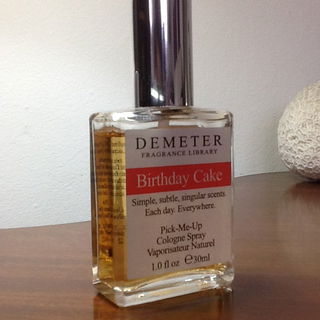 DEMETER
FRAGRANCE LIBRARY
Birthday Cake
Simple, subtle, singular scents.
Each day. Everywhere.
Pick-Me-Up
Cologne Spray
Vaporisateur Naturel
1.0 fl oz ℮30ml